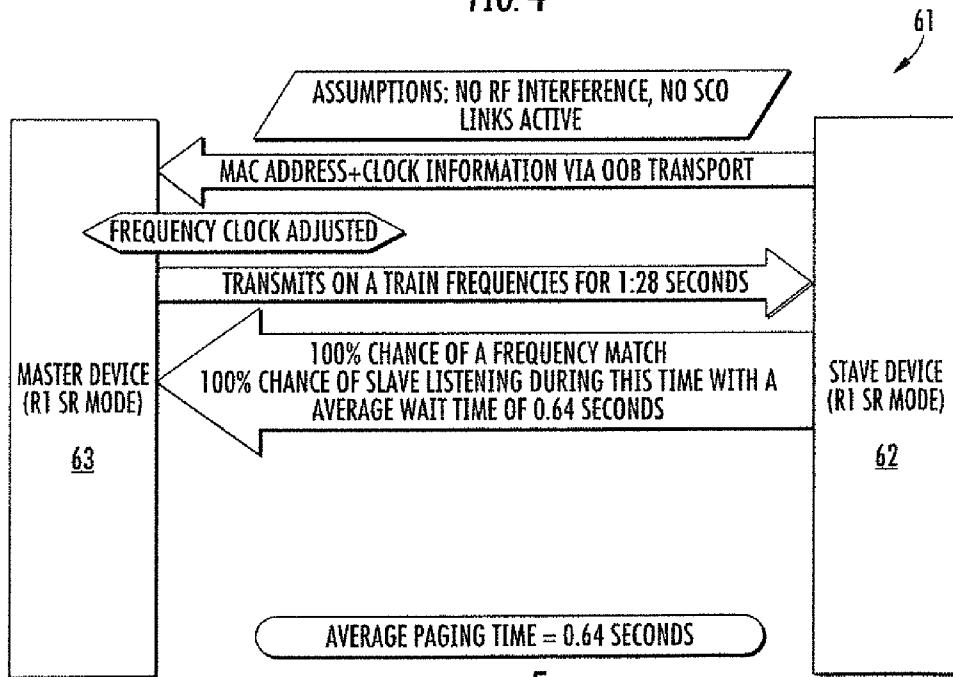 FIG. 4
61
ASSUMPTIONS: NO RF INTERFERENCE, NO SCO
LINKS ACTIVE
MAC ADDRESS+CLOCK INFORMATION VIA OOB TRANSPORT
FREQUENCY CLOCK ADJUSTED
TRANSMITS ON A TRAIN FREQUENCIES FOR 1:28 SECONDS
100% CHANCE OF A FREQUENCY MATCH
100% CHANCE OF SLAVE LISTENING DURING THIS TIME WITH A
AVERAGE WAIT TIME OF 0.64 SECONDS
MASTER DEVICE
(R1 SR MODE)
63
STAVE DEVICE
(R1 SR MODE)
62
AVERAGE PAGING TIME = 0.64 SECONDS